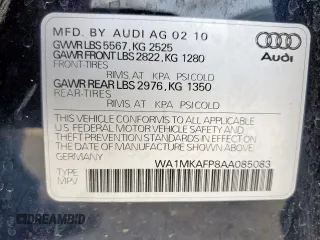 MFD. BY AUDI AG 02 10
GVWR LBS 5567, KG 2525
GAWR FRONT LBS 2822, KG 1280
FRONT-TIRES
RIMS, AT KPA PSI COLD
GAWR REAR LBS 2976, KG 1350
REAR-TIRES
RIMS, AT KPA PSI COLD
THIS VEHICLE CONFORMS TO ALL APPLICABLE
U.S. FEDERAL MOTOR VEHICLE SAFETY AND
THEFT PREVENTION STANDARDS IN EFFECT ON THE
DATE OF MANUFACTURE SHOWN ABOVE
GERMANY
WA1MKAFP8AA085083
TYPE
MPV
Audi
DREAMBID